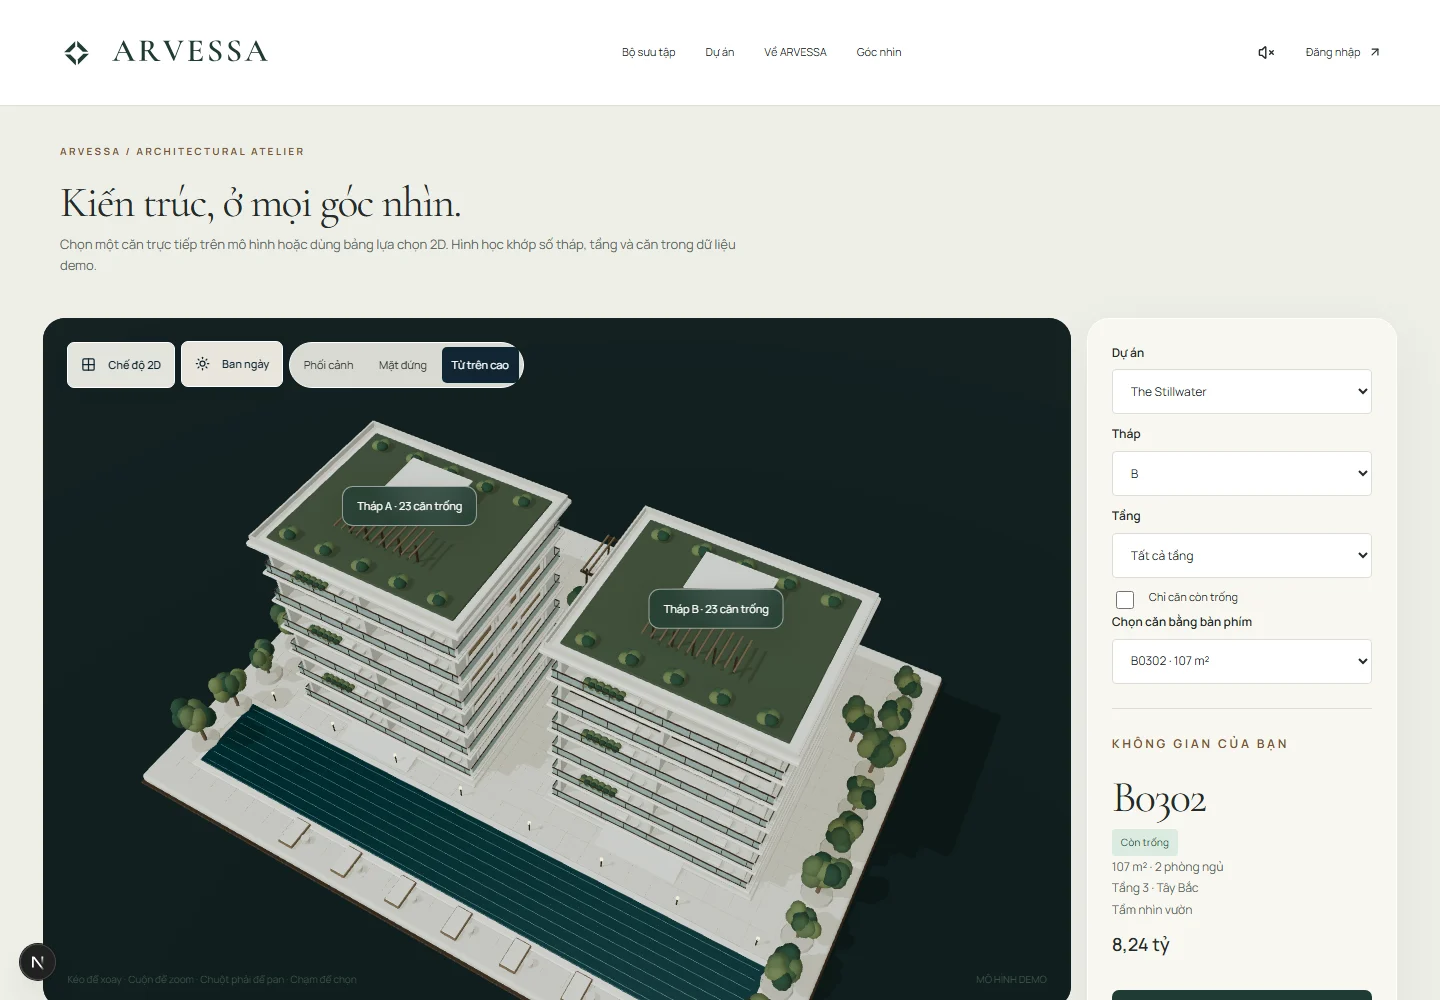 ARVESSA
Bộ sưu tập
Dự án
Về ARVESSA
Góc nhìn
Đăng nhập
ARVESSA / ARCHITECTURAL ATELIER
Kiến trúc, ở mọi góc nhìn.
Chọn một căn trực tiếp trên mô hình hoặc dùng bảng lựa chọn 2D. Hình học khớp số tháp, tầng và căn trong dữ liệu
demo.
Chế độ 2D
Ban ngày
Phối cảnh
Mặt đứng
Từ trên cao
Tháp A · 23 căn trống
Tháp B · 23 căn trống
Kéo để xoay · Cuộn để zoom · Chuột phải để pan · Chạm để chọn
MÔ HÌNH DEMO
N
Dự án
The Stillwater
Tháp
B
Tầng
Tất cả tầng
Chỉ căn còn trống
Chọn căn bằng bàn phím
B0302 · 107 m²
KHÔNG GIAN CỦA BẠN
B0302
Còn trống
107 m² · 2 phòng ngủ
Tầng 3 · Tây Bắc
Tầm nhìn vườn
8,24 tỷ